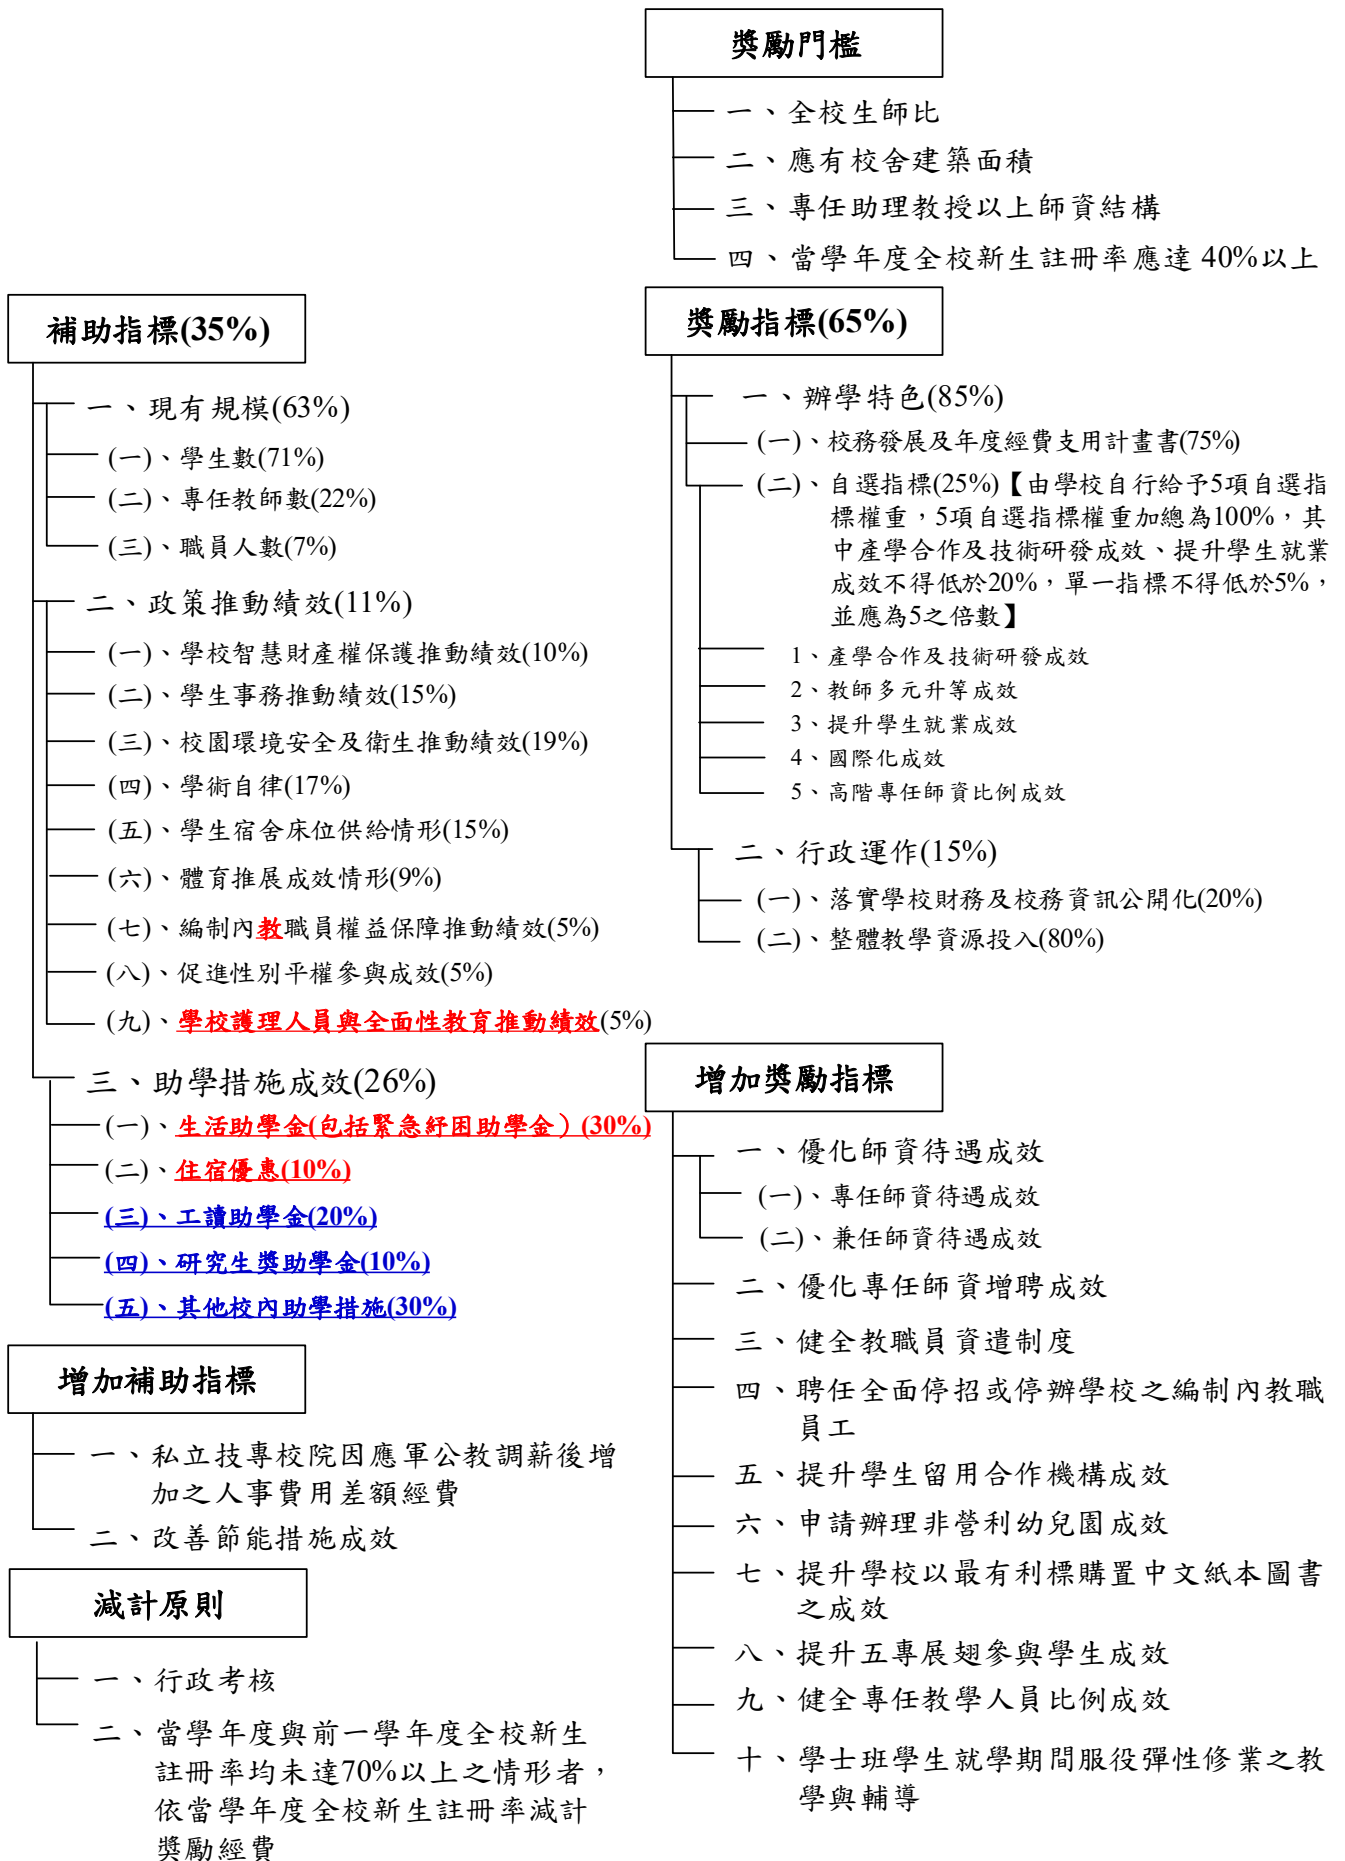 獎勵門檻
一、全校生師比
二、應有校舍建築面積
三、專任助理教授以上師資結構
四、當學年度全校新生註冊率應達 40%以上
補助指標(35%)
一、現有規模(63%)
(一)、學生數(71%)
(二)、專任教師數(22%)
(三)、職員人數(7%)
二、政策推動績效(11%)
(一)、學校智慧財產權保護推動績效(10%)
(二)、學生事務推動績效(15%)
(三)、校園環境安全及衛生推動績效(19%)
(四)、學術自律(17%)
(五)、學生宿舍床位供給情形(15%)
(六)、體育推展成效情形(9%)
(七)、編制內教職員權益保障推動績效(5%)
(八)、促進性別平權參與成效(5%)
(九)、學校護理人員與全面性教育推動績效(5%)
三、助學措施成效(26%)
(一)、生活助學金(包括緊急紓困助學金）(30%)
(二)、住宿優惠(10%)
(三)、工讀助學金(20%)
(四)、研究生獎助學金(10%)
(五)、其他校內助學措施(30%)
增加補助指標
一、私立技專校院因應軍公教調薪後增
加之人事費用差額經費
二、改善節能措施成效
減計原則
一、行政考核
二、當學年度與前一學年度全校新生
註冊率均未達70%以上之情形者，
依當學年度全校新生註冊率減計
獎勵經費
獎勵指標(65%)
一、辦學特色(85%)
(一)、校務發展及年度經費支用計畫書(75%)
(二)、自選指標(25%)【由學校自行給予5項自選指
標權重，5項自選指標權重加總為100%，其
中產學合作及技術研發成效、提升學生就業
成效不得低於20%，單一指標不得低於5%，
並應為5之倍數】
1、產學合作及技術研發成效
2、教師多元升等成效
3、提升學生就業成效
4、國際化成效
5、高階專任師資比例成效
二、行政運作(15%)
(一)、落實學校財務及校務資訊公開化(20%)
(二)、整體教學資源投入(80%)
增加獎勵指標
一、優化師資待遇成效
(一)、專任師資待遇成效
(二)、兼任師資待遇成效
二、優化專任師資增聘成效
三、健全教職員資遣制度
四、聘任全面停招或停辦學校之編制內教職
員工
五、提升學生留用合作機構成效
六、申請辦理非營利幼兒園成效
七、提升學校以最有利標購置中文紙本圖書
之成效
八、提升五專展翅參與學生成效
九、健全專任教學人員比例成效
十、學士班學生就學期間服役彈性修業之教
學與輔導